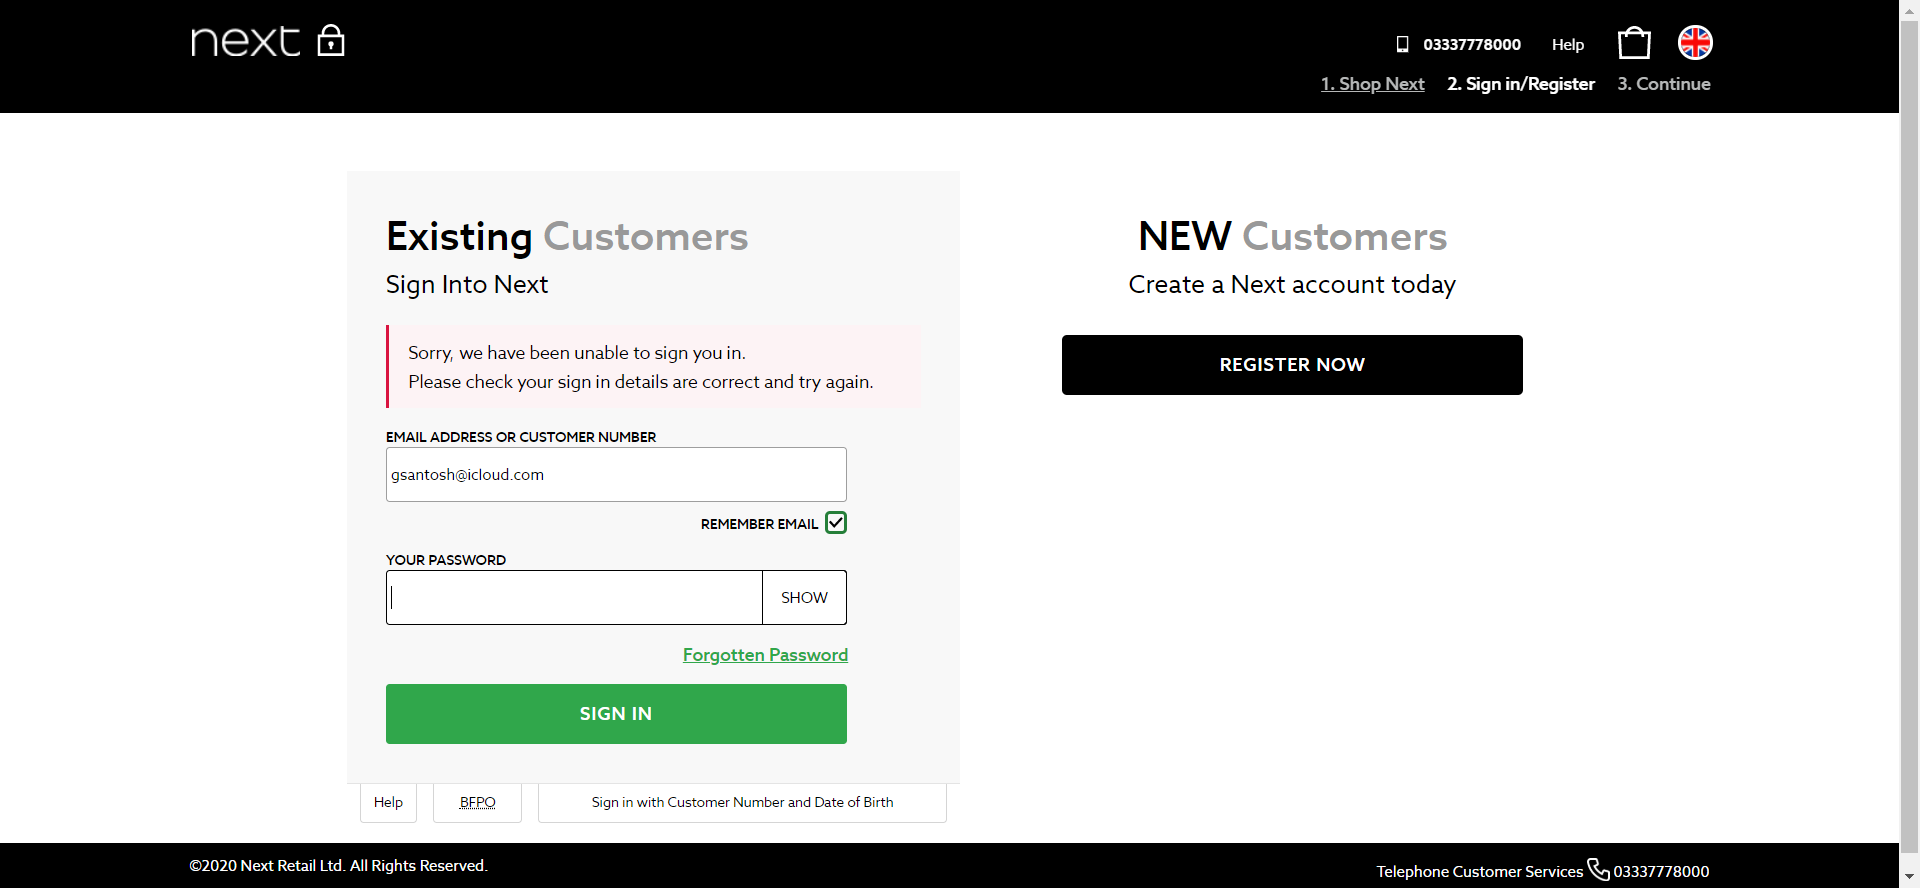 next
03337778000
Help
1. Shop Next
2. Sign in/Register
3. Continue
Existing Customers
Sign Into Next
Sorry, we have been unable to sign you in.
Please check your sign in details are correct and try again.
EMAIL ADDRESS OR CUSTOMER NUMBER
gsantosh@icloud.com
REMEMBER EMAIL
YOUR PASSWORD
SHOW
Forgotten Password
SIGN IN
Help
BFPO
Sign in with Customer Number and Date of Birth
NEW Customers
Create a Next account today
REGISTER NOW
©2020 Next Retail Ltd. All Rights Reserved.
Telephone Customer Services 03337778000